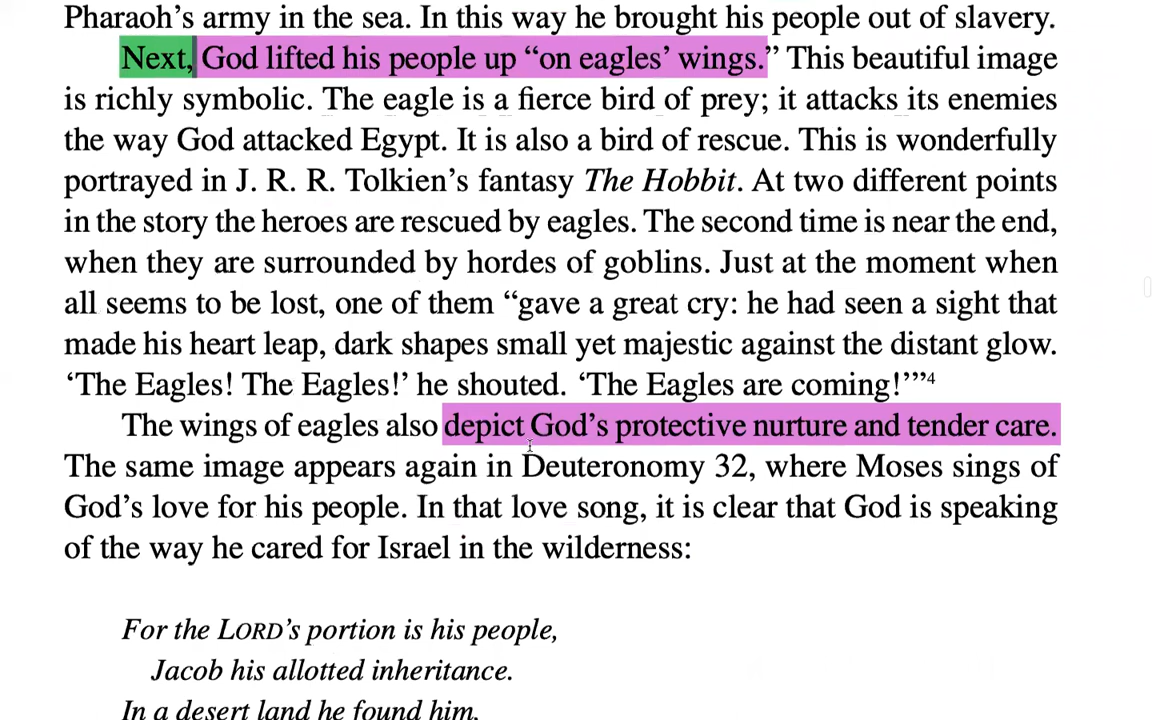 Pharaoh’s army in the sea. In this way he brought his people out of slavery.
Next, God lifted his people up “on eagles’ wings.” This beautiful image
is richly symbolic. The eagle is a fierce bird of prey; it attacks its enemies
the way God attacked Egypt. It is also a bird of rescue. This is wonderfully
portrayed in J. R. R. Tolkien’s fantasy The Hobbit. At two different points
in the story the heroes are rescued by eagles. The second time is near the end,
when they are surrounded by hordes of goblins. Just at the moment when
all seems to be lost, one of them “gave a great cry: he had seen a sight that
made his heart leap, dark shapes small yet majestic against the distant glow.
‘The Eagles! The Eagles!’ he shouted. ‘The Eagles are coming!’”4
The wings of eagles also depict God’s protective nurture and tender care.
The same image appears again in Deuteronomy 32, where Moses sings of
God’s love for his people. In that love song, it is clear that God is speaking
of the way he cared for Israel in the wilderness:
For the LORD’s portion is his people,
Jacob his allotted inheritance.
In a desert land he found him,